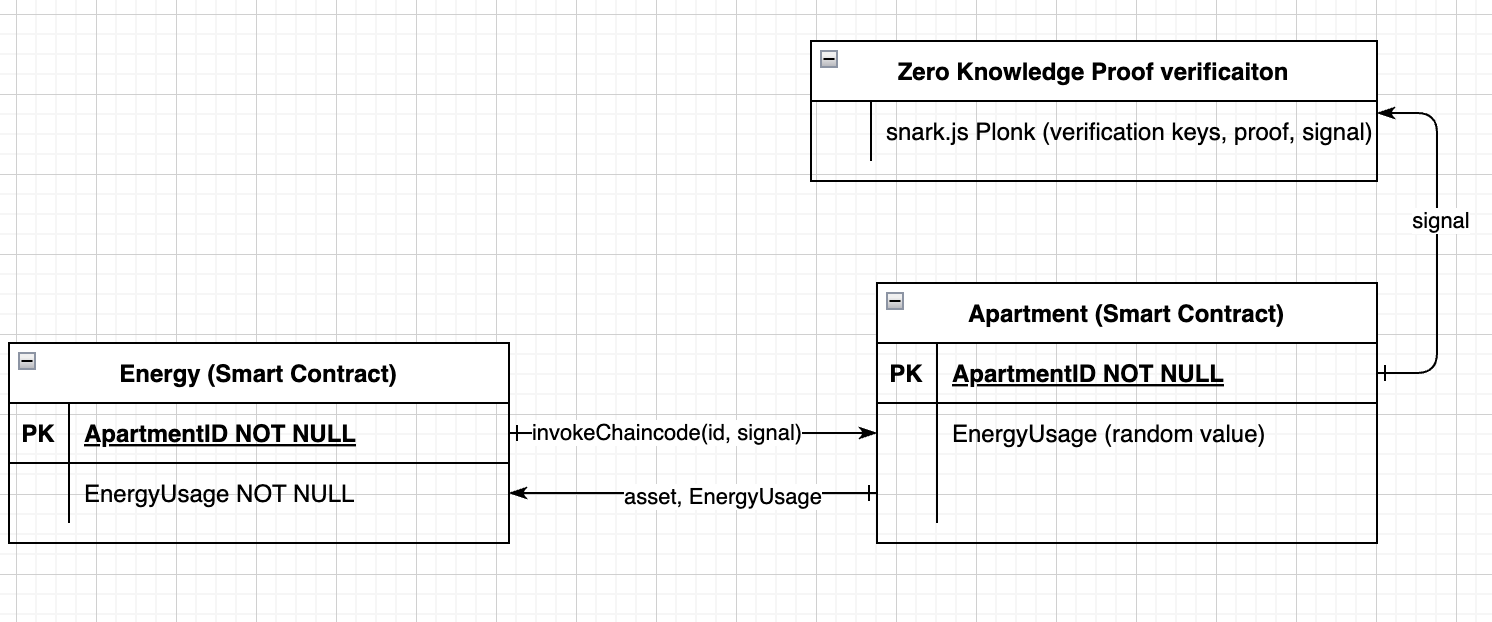 Zero Knowledge Proof verificaiton
snark.js Plonk (verification keys, proof, signal)
signal
Apartment (Smart Contract)
PK ApartmentID NOT NULL
EnergyUsage (random value)
Energy (Smart Contract)
PK ApartmentID NOT NULL
EnergyUsage NOT NULL
invokeChaincode(id, signal)
asset, EnergyUsage